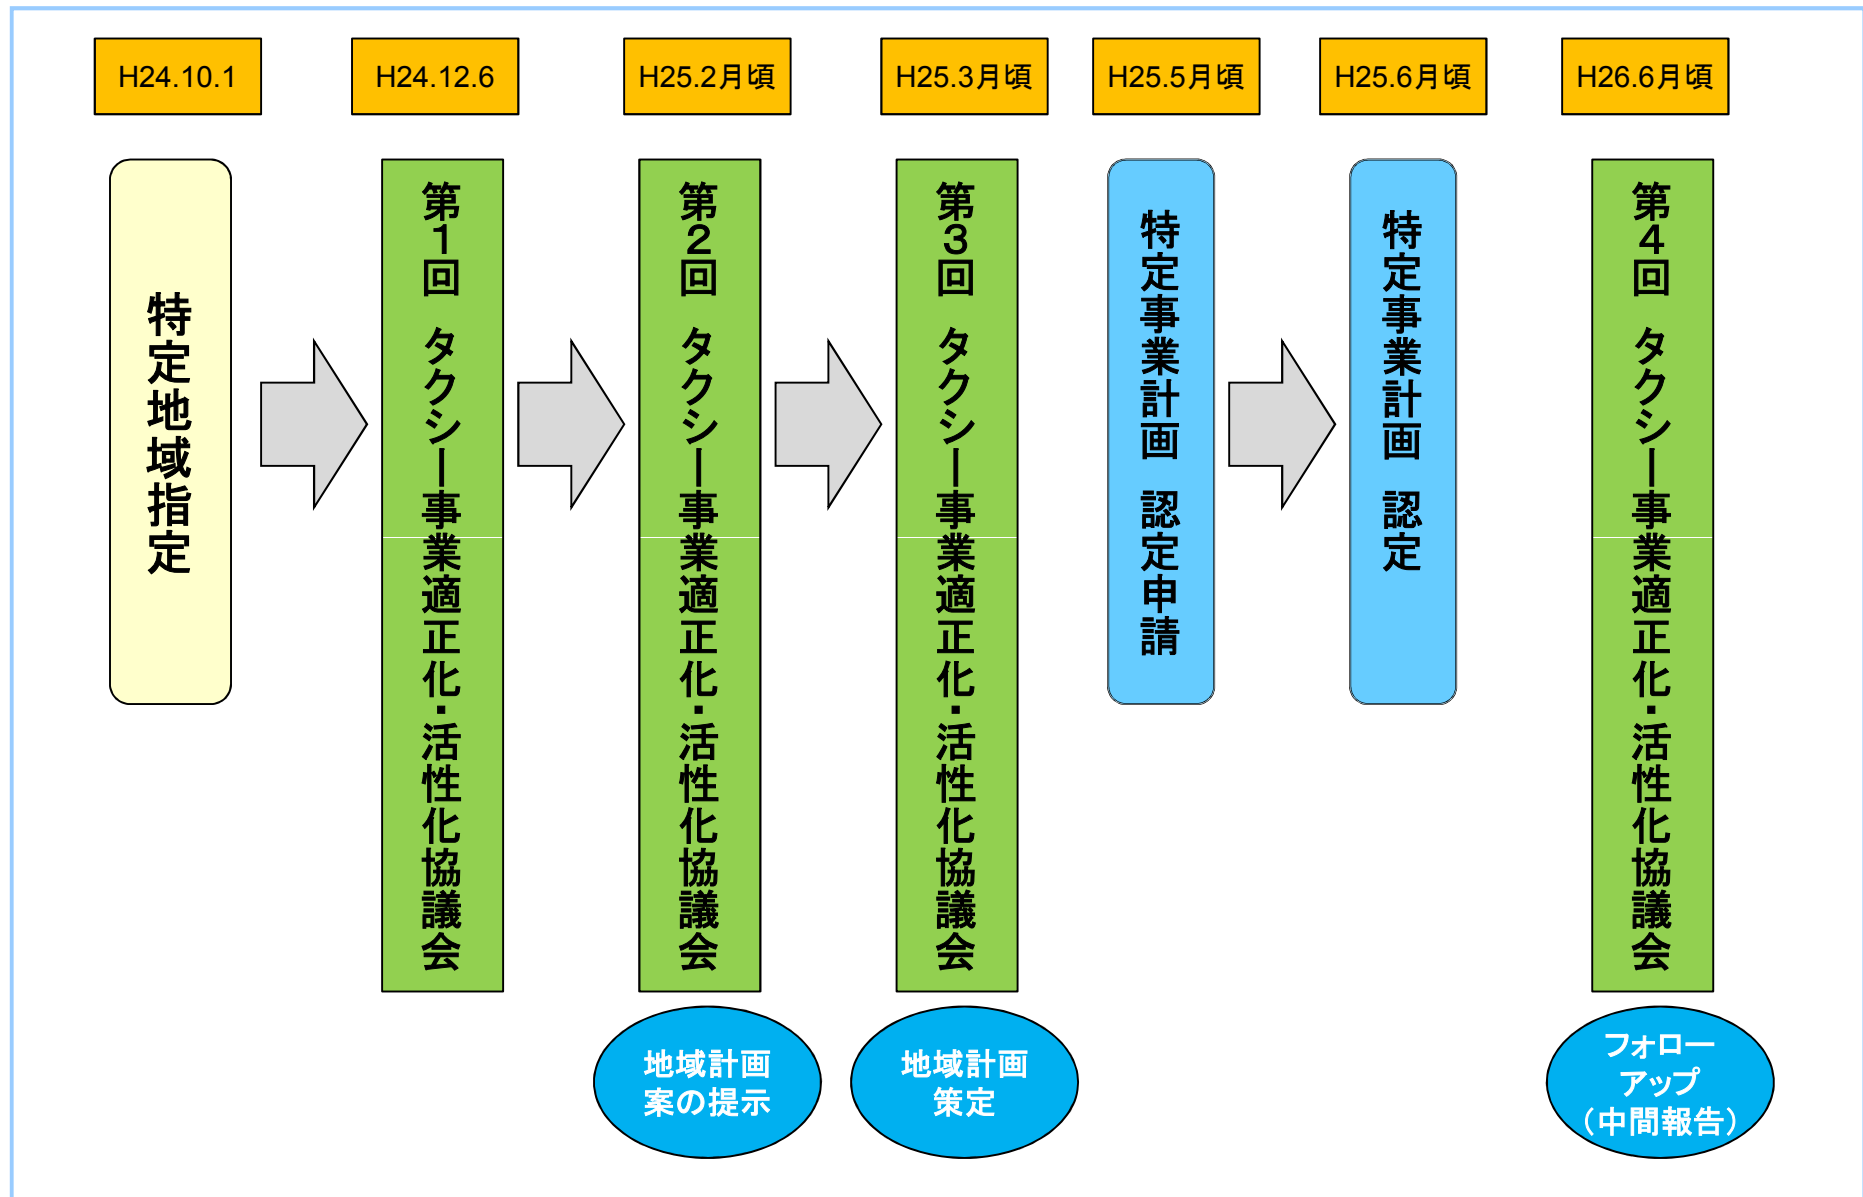 H24.10.1
H24.12.6
H25.2月頃
H25.3月頃
H25.5月頃
H25.6月頃
H26.6月頃
特定地域指定
第1回 タクシー事業適正化・活性化協議会
第2回 タクシー事業適正化・活性化協議会
第3回 タクシー事業適正化・活性化協議会
特定事業計画 認定申請
特定事業計画 認定
第4回 タクシー事業適正化・活性化協議会
地域計画
案の提示
地域計画
策定
フォロー
アップ
(中間報告)